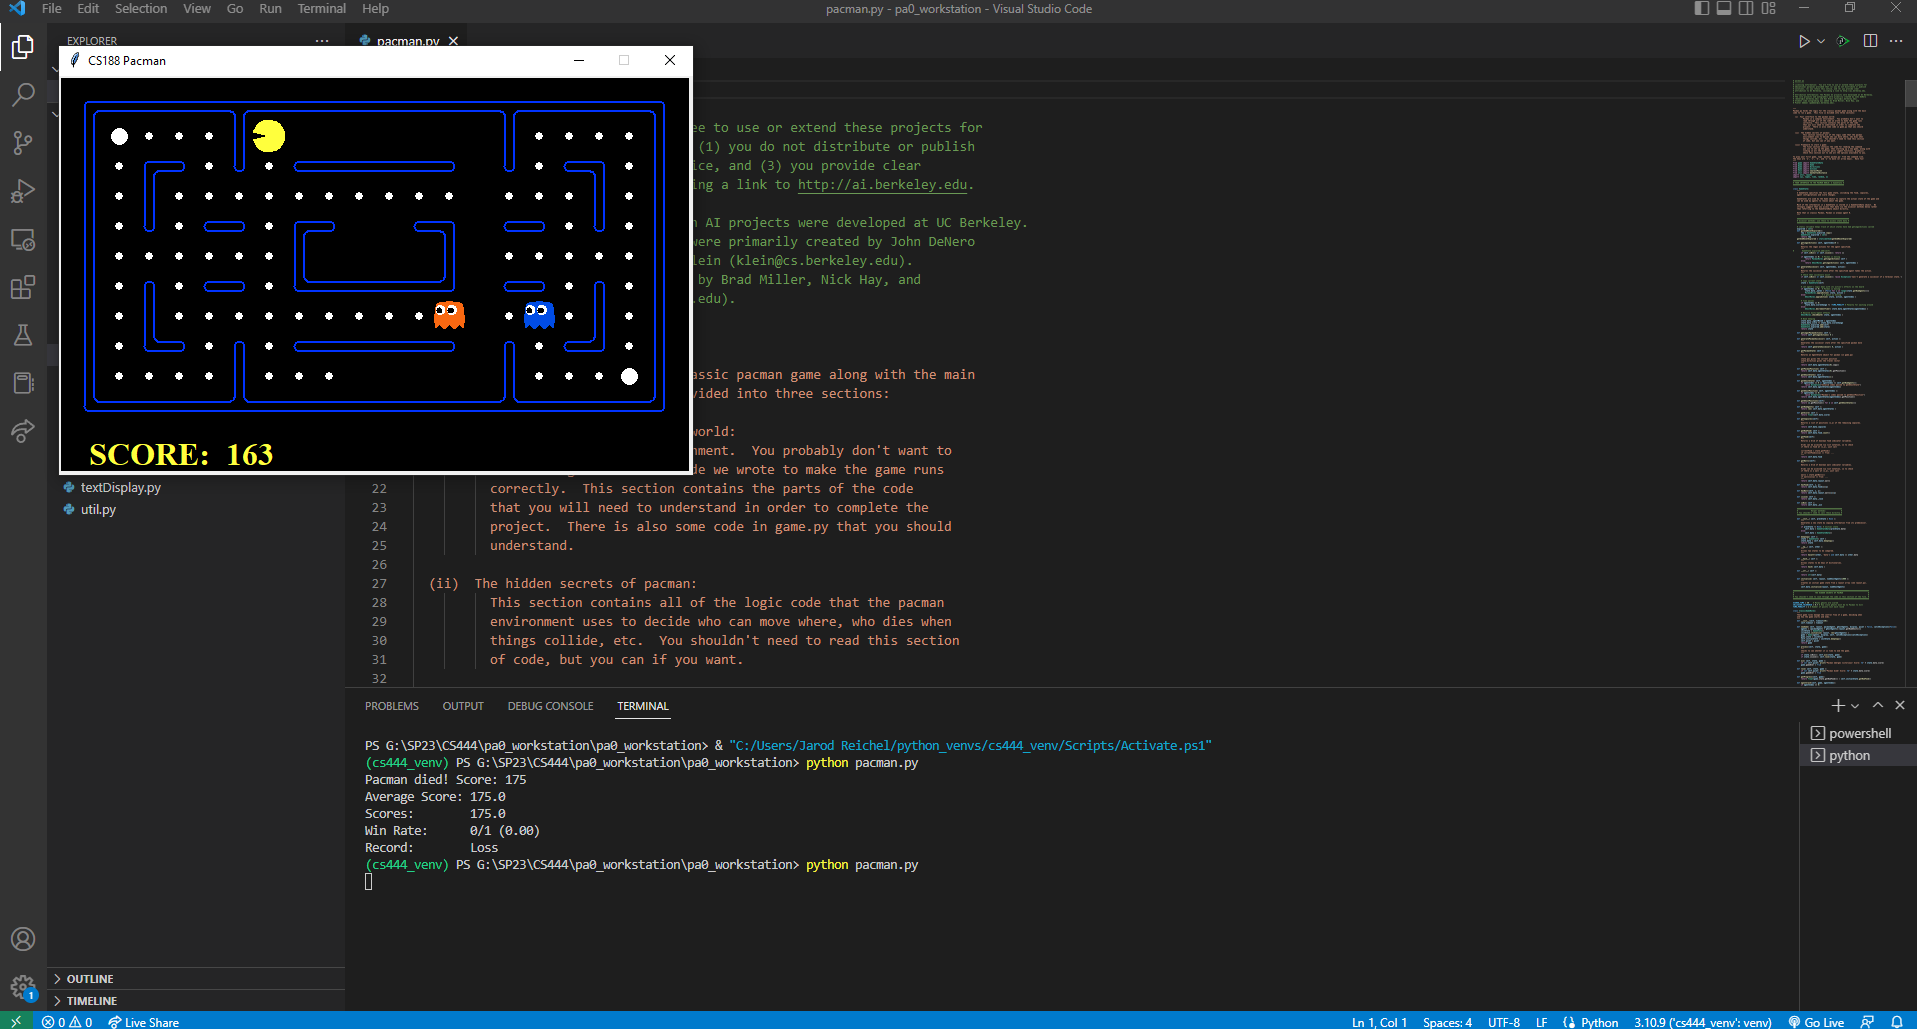 File Edit Selection View Go Run Terminal Help
pacman.py - pa0_workstation - Visual Studio Code
EXPLORER
pacman.py
CS188 Pacman
SCORE: 163
textDisplay.py
util.py
ee to use or extend these projects for
(1) you do not distribute or publish
ice, and (3) you provide clear
ng a link to http://ai.berkeley.edu.
n AI projects were developed at UC Berkeley.
were primarily created by John DeNero
lein (klein@cs.berkeley.edu).
by Brad Miller, Nick Hay, and
.edu).
assic pacman game along with the main
vided into three sections:
world:
nment.  You probably don't want to
de we wrote to make the game runs
22 correctly.  This section contains the parts of the code
23 that you will need to understand in order to complete the
24 project.  There is also some code in game.py that you should
25 understand.
26
27 (ii)  The hidden secrets of pacman:
28 This section contains all of the logic code that the pacman
29 environment uses to decide who can move where, who dies when
30 things collide, etc.  You shouldn't need to read this section
31 of code, but you can if you want.
32
PROBLEMS OUTPUT DEBUG CONSOLE TERMINAL
PS G:\SP23\CS444\pa0_workstation\pa0_workstation> & "C:/Users/Jarod Reichel/python_venvs/cs444_venv/Scripts/Activate.ps1"
(cs444_venv) PS G:\SP23\CS444\pa0_workstation\pa0_workstation> python pacman.py
Pacman died! Score: 175
Average Score: 175.0
Scores:        175.0
Win Rate:      0/1 (0.00)
Record:        Loss
(cs444_venv) PS G:\SP23\CS444\pa0_workstation\pa0_workstation> python pacman.py
powershell
python
OUTLINE
TIMELINE
1
0 0 Live Share
Ln 1, Col 1 Spaces: 4 UTF-8 LF Python 3.10.9 ('cs444_venv': venv) Go Live